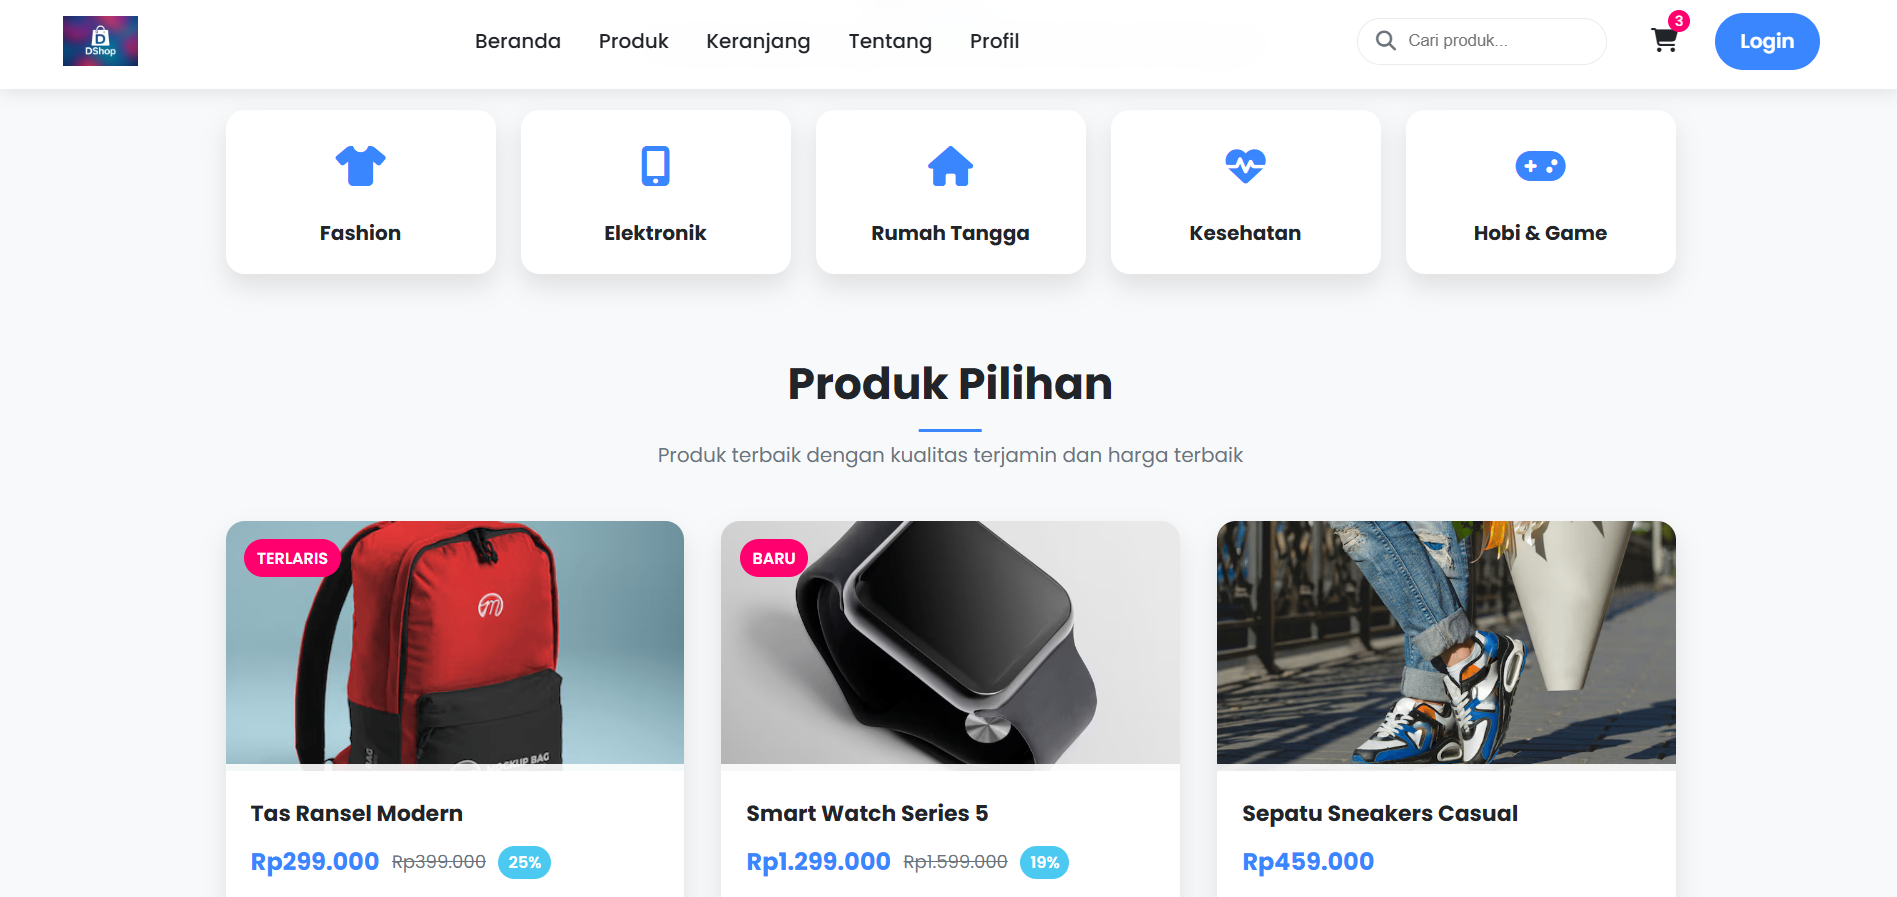 DShop
Beranda
Produk
Keranjang
Tentang
Profil
Cari produk...
3
Login
Fashion
Elektronik
Rumah Tangga
Kesehatan
Hobi & Game
Produk Pilihan
Produk terbaik dengan kualitas terjamin dan harga terbaik
TERLARIS
BARU
Tas Ransel Modern
Rp299.000 Rp399.000 25%
Smart Watch Series 5
Rp1.299.000 Rp1.599.000 19%
Sepatu Sneakers Casual
Rp459.000